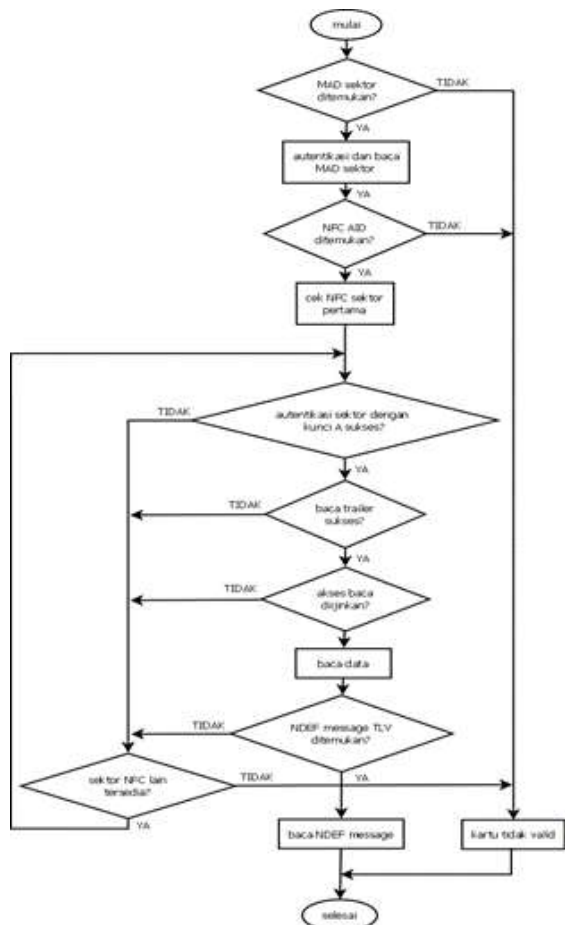 mulai
MAD sektor
ditemukan?
TIDAK
YA
autentikasi dan baca
MAD sektor
YA
NFC AID
ditemukan?
TIDAK
YA
cek NFC sektor
pertama
autentikasi sektor dengan
kunci A sukses?
TIDAK
YA
baca trailer
sukses?
TIDAK
YA
akses baca
diijinkan?
TIDAK
YA
baca data
NDEF message TLV
ditemukan?
TIDAK
YA
sektor NFC lain
tersedia?
TIDAK
YA
baca NDEF message
kartu tidak valid
selesai